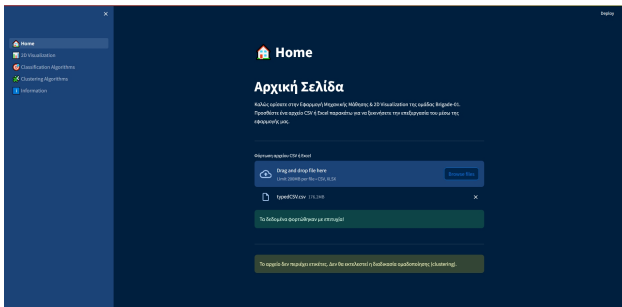 ×
Deploy
Home
2D Visualization
Classification Algorithms
Clustering Algorithms
Information
Home
Αρχική Σελίδα
Καλώς ορίσατε στην Εφαρμογή Μηχανικής Μάθησης & 2D Visualization της ομάδας Brigade-01.
Προσθέστε ένα αρχείο CSV ή Excel παρακάτω για να ξεκινήσετε την επεξεργασία του μέσω της
εφαρμογής μας.
Φόρτωση αρχείου CSV ή Excel
Drag and drop file here
Limit 200MB per file • CSV, XLSX
Browse files
typedCSV.csv 176.2MB
×
Τα δεδομένα φορτώθηκαν με επιτυχία!
Το αρχείο δεν περιέχει ετικέτες. Δεν θα εκτελεστεί η διαδικασία ομαδοποίησης (clustering).